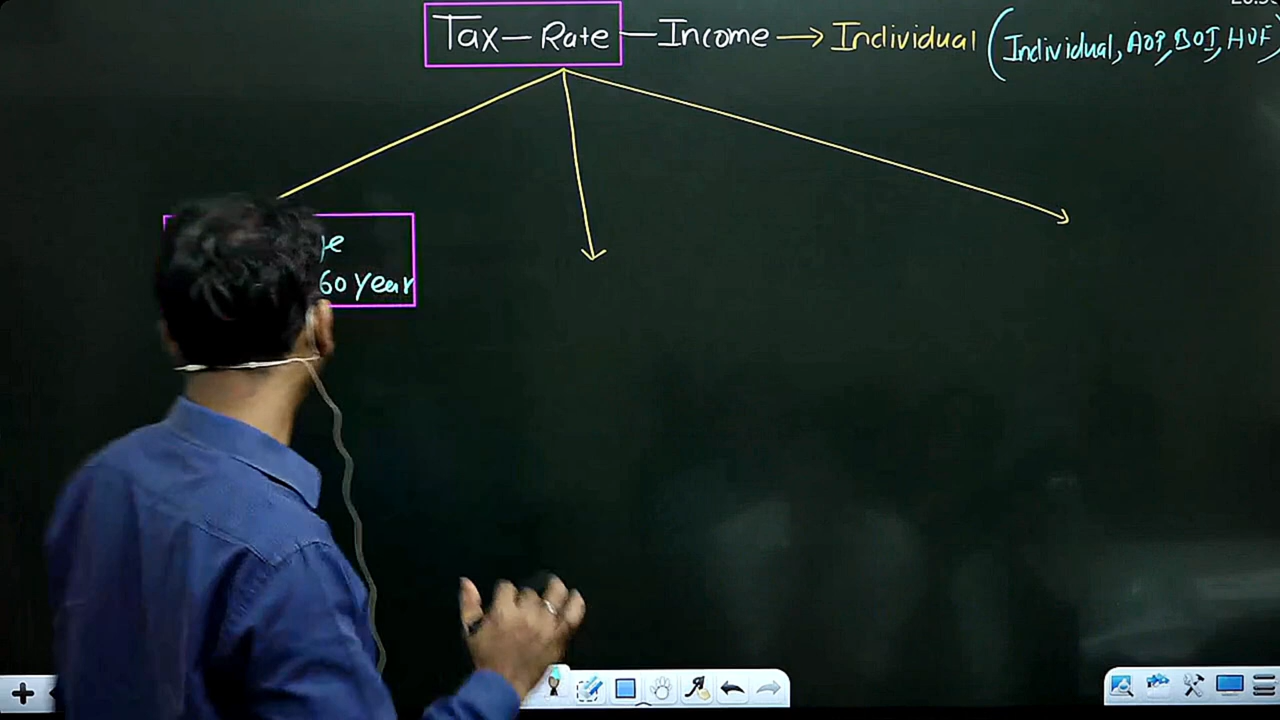 Tax — Rate — Income → Individual (Individual, AOP, BOI, HUF)
60 Year